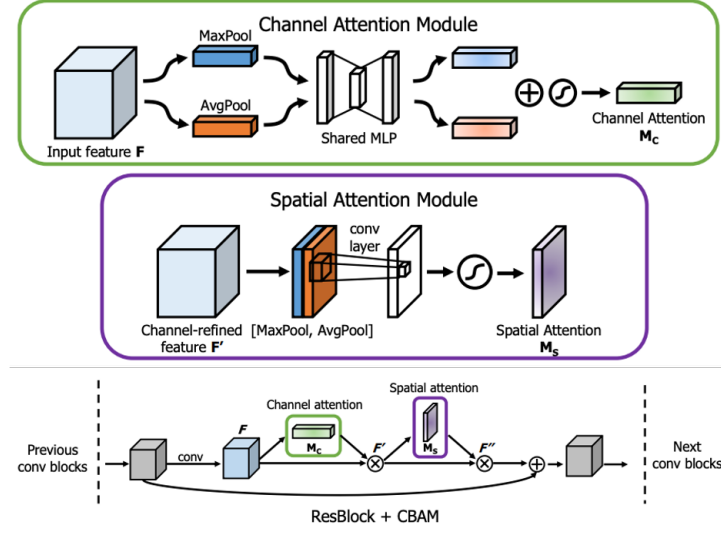 Channel Attention Module
MaxPool
AvgPool
Input feature F
Shared MLP
Channel Attention
Mc
Spatial Attention Module
conv
layer
Channel-refined
feature F'
[MaxPool, AvgPool]
Spatial Attention
Ms
Previous
conv blocks
conv
F
Channel attention
Mc
F'
Spatial attention
Ms
F''
Next
conv blocks
ResBlock + CBAM